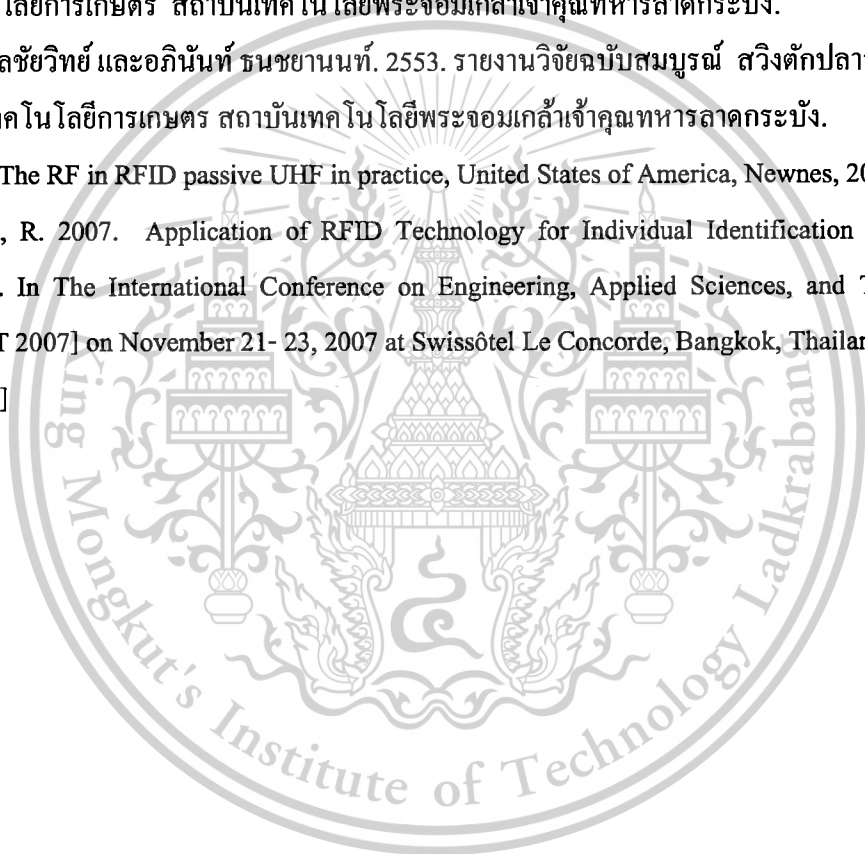 โลยีการเกษตร สถาบันเทคโนโลยีพระจอมเกล้าเจ้าคุณทหารลาดกระบัง.
ลชัยวิทย์ และอภินันท์ ธนชยานนท์. 2553. รายงานวิจัยฉบับสมบูรณ์ สวิงตักปลา
คโนโลยีการเกษตร สถาบันเทคโนโลยีพระจอมเกล้าเจ้าคุณทหารลาดกระบัง.
The RF in RFID passive UHF in practice, United States of America, Newnes, 20
, R. 2007. Application of RFID Technology for Individual Identification
. In The International Conference on Engineering, Applied Sciences, and T
T 2007] on November 21- 23, 2007 at Swissôtel Le Concorde, Bangkok, Thailan
]
King Mongkut's Institute of Technology Ladkrabang